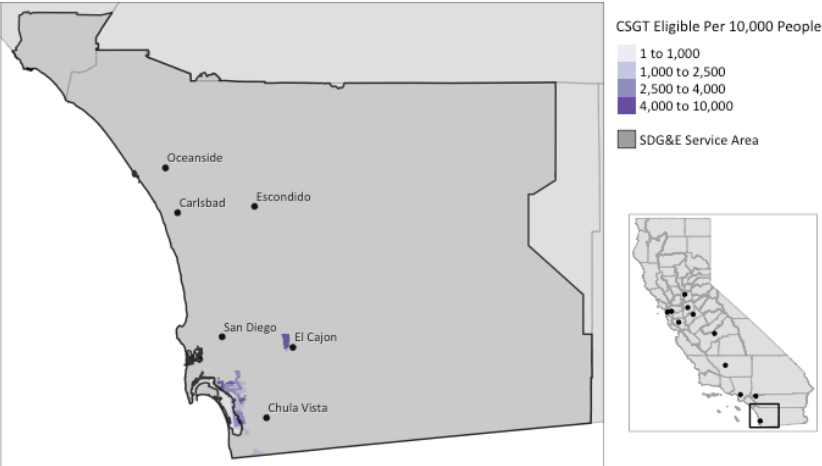 CSGT Eligible Per 10,000 People
1 to 1,000
1,000 to 2,500
2,500 to 4,000
4,000 to 10,000
SDG&E Service Area
Oceanside
Carlsbad
Escondido
San Diego
El Cajon
Chula Vista